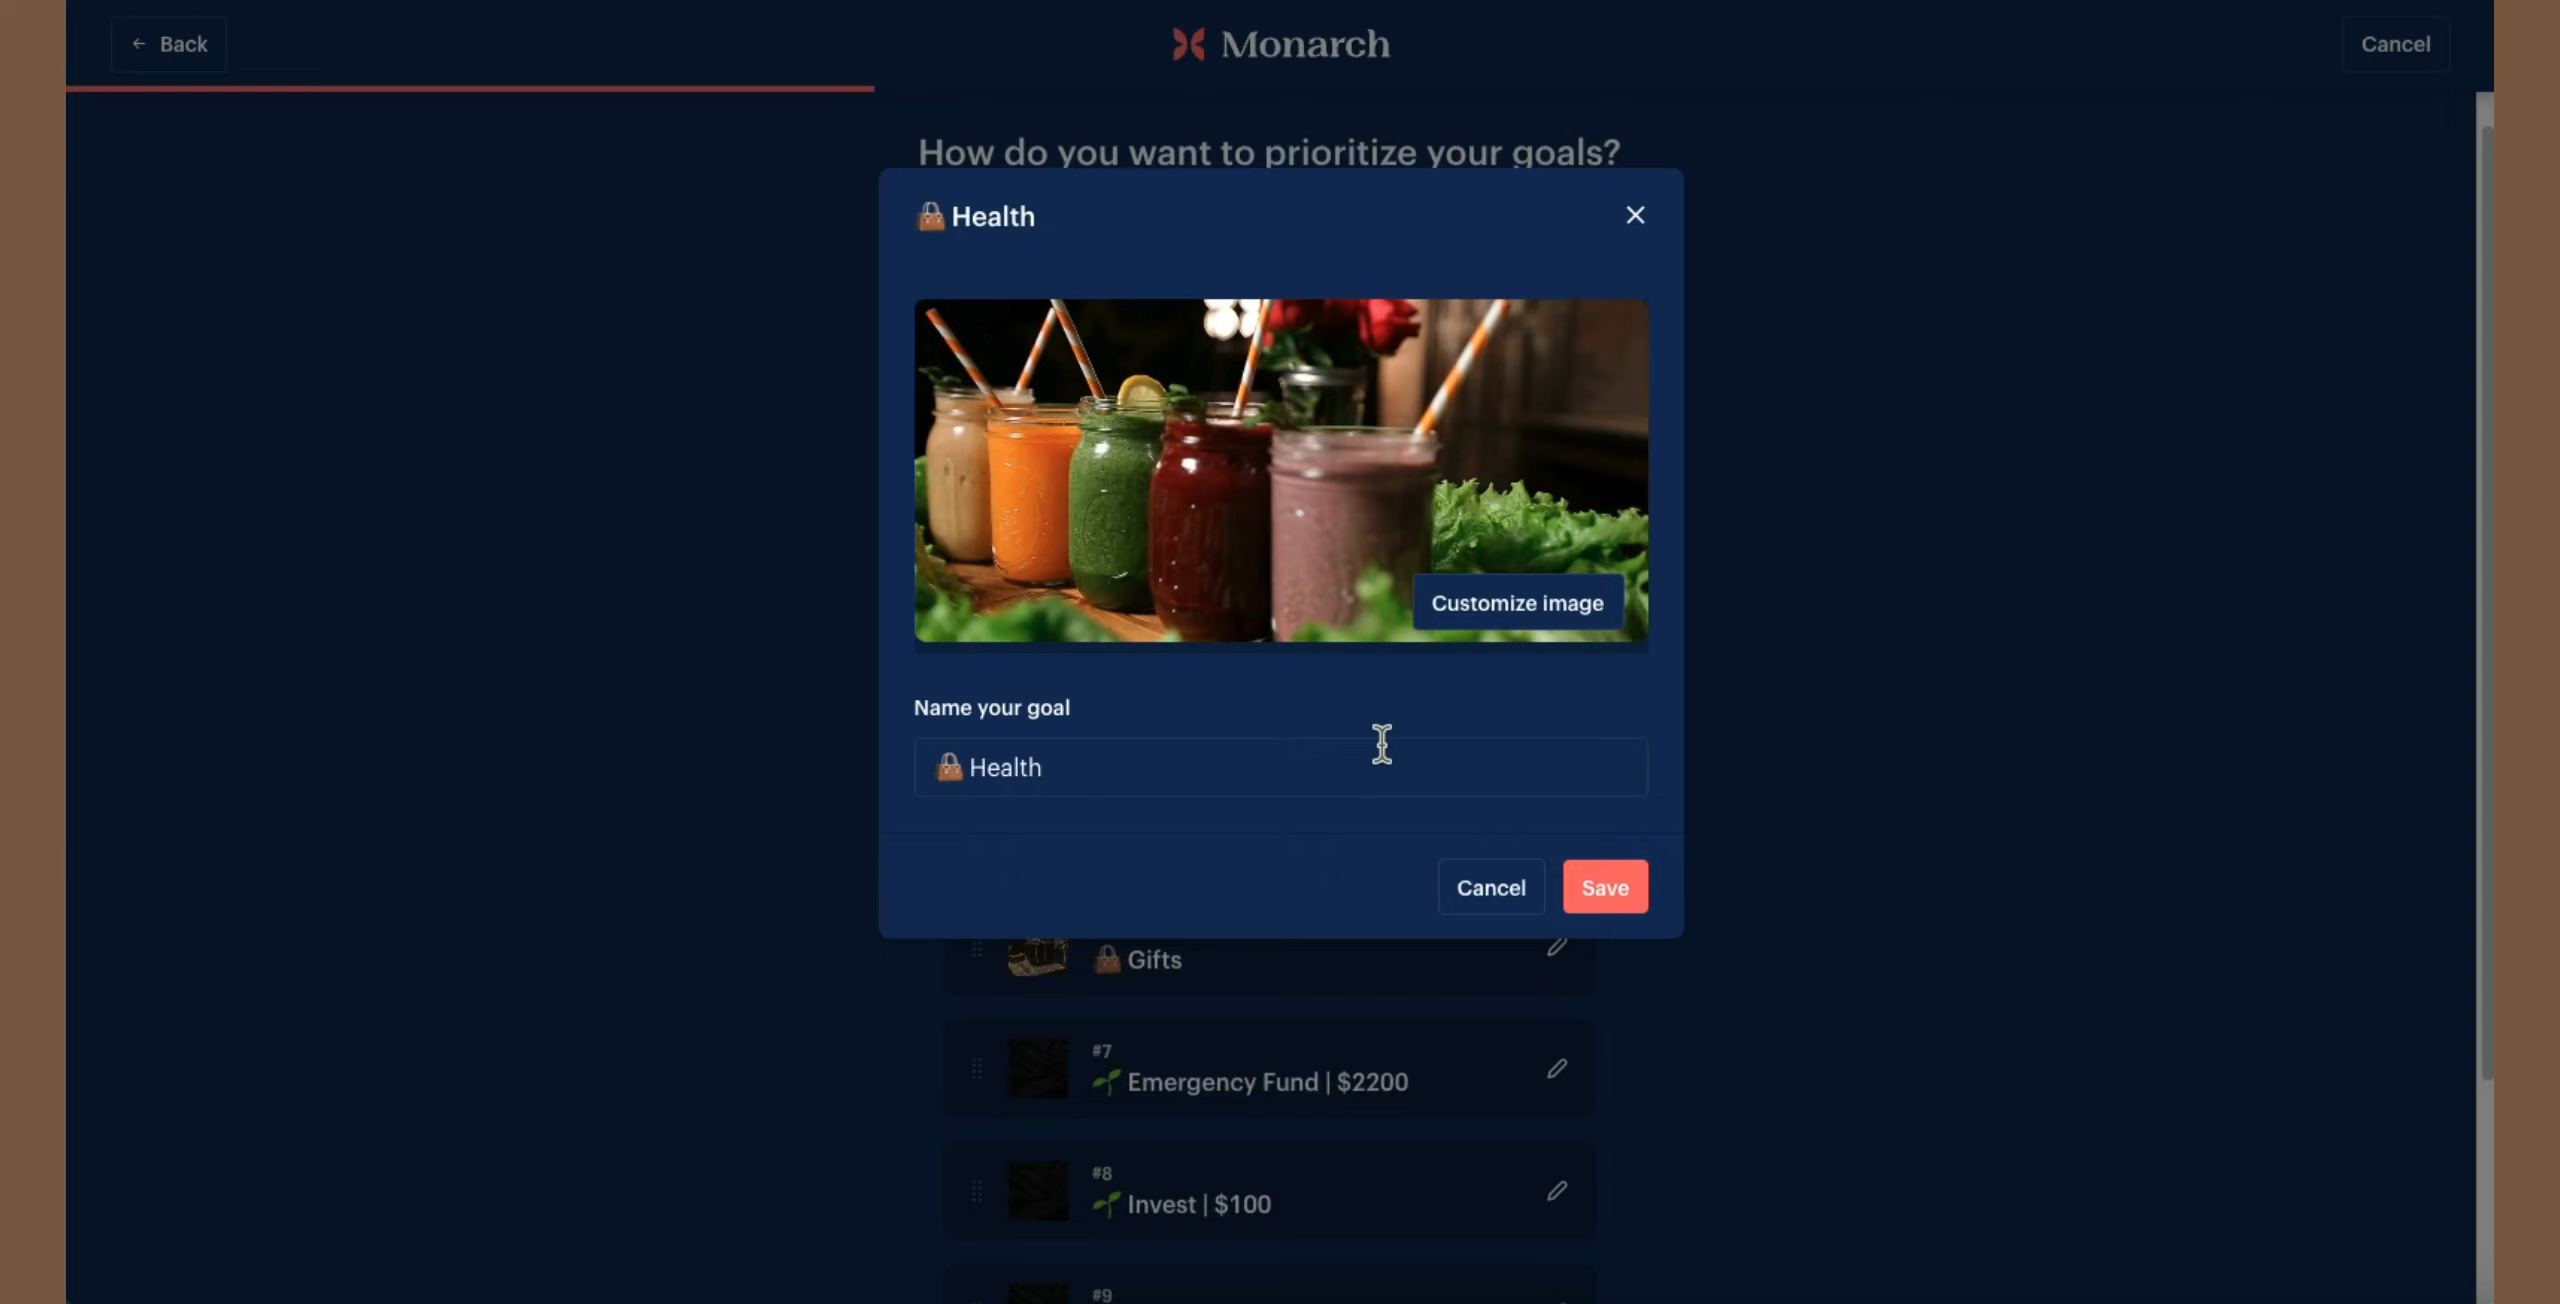 ← Back
Monarch
Cancel
How do you want to prioritize your goals?
👜 Health
Customize image
Name your goal
👜 Health
Cancel
Save
👜 Gifts
#7
🌱 Emergency Fund | $2200
#8
🌱 Invest | $100
#9